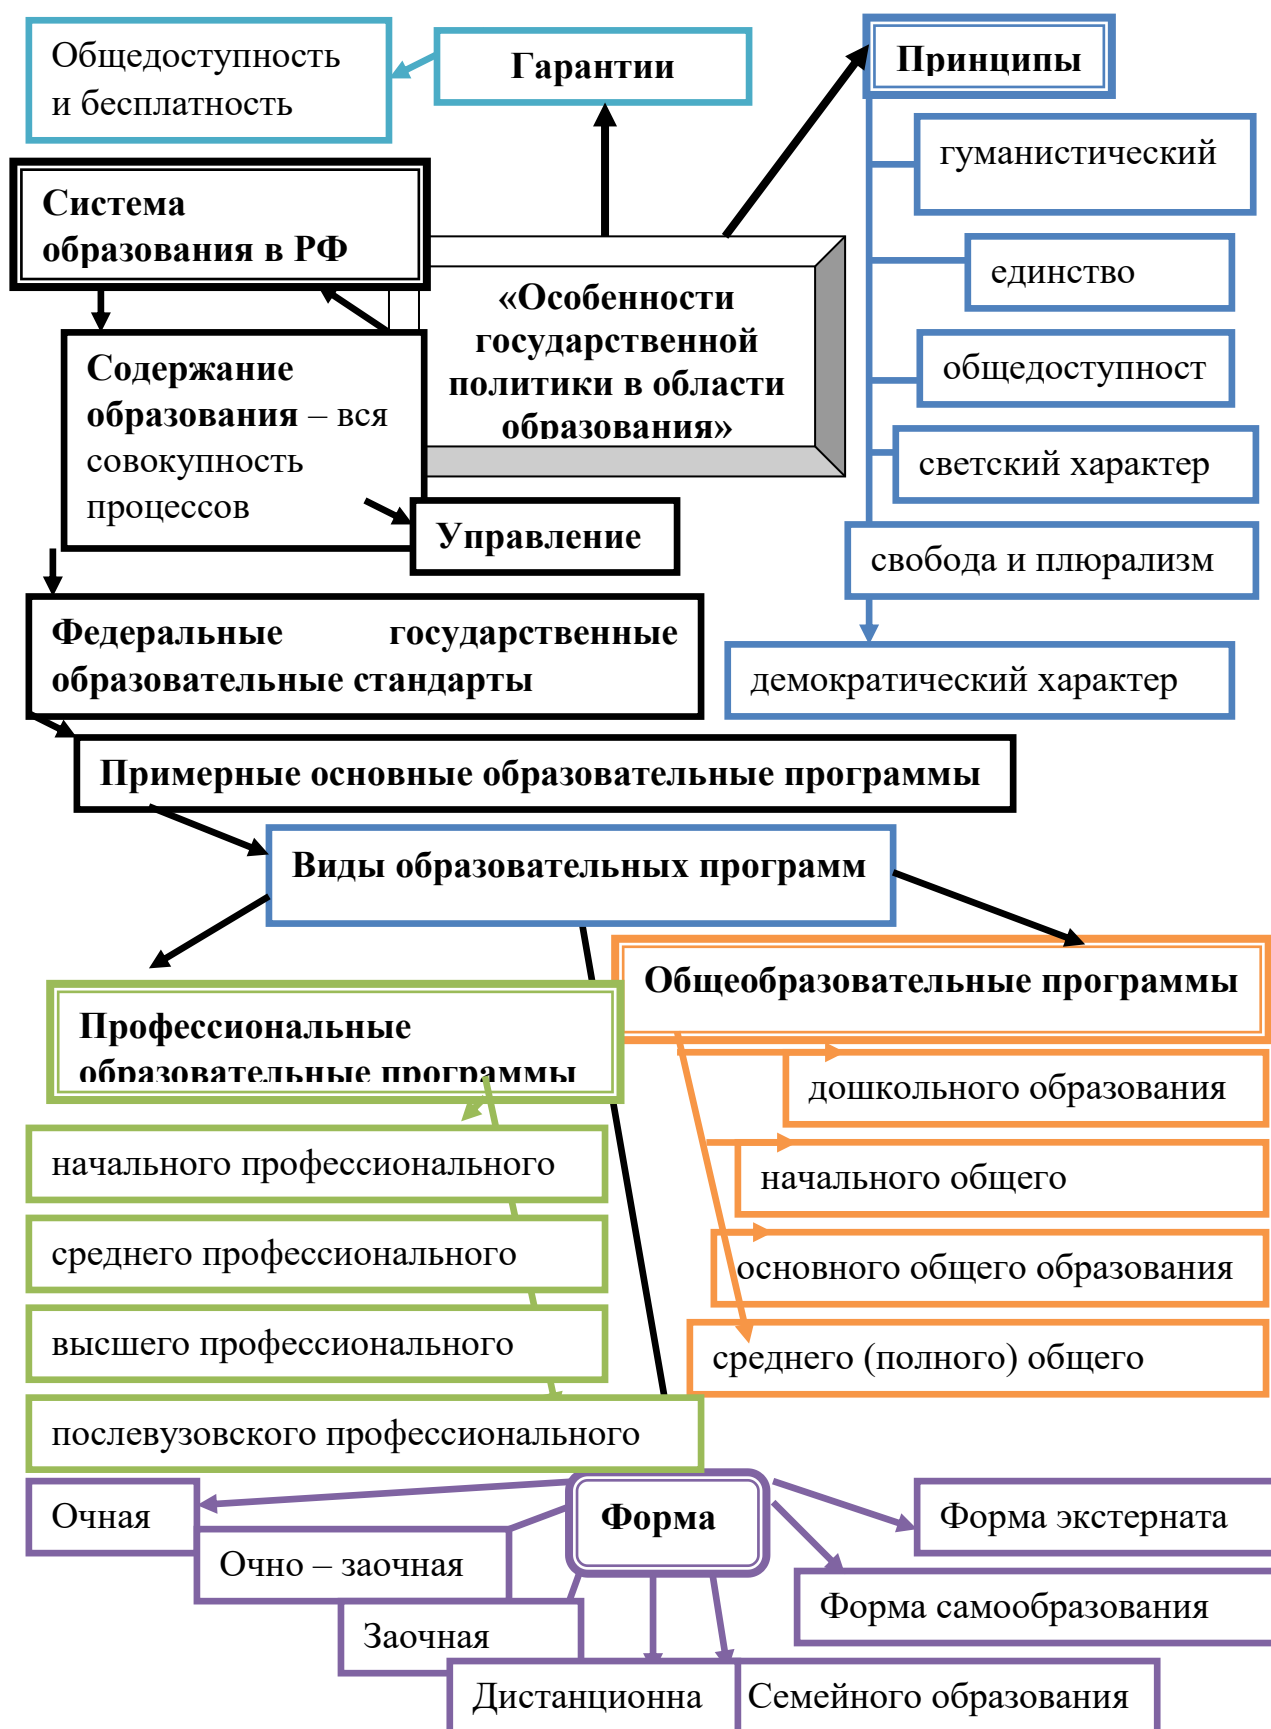 Общедоступность
и бесплатность
Гарантии
Принципы
гуманистический
единство
общедоступност
светский характер
свобода и плюрализм
демократический характер
Система
образования в РФ
«Особенности
государственной
политики в области
образования»
Содержание
образования – вся
совокупность
процессов
Управление
Федеральные государственные
образовательные стандарты
Примерные основные образовательные программы
Виды образовательных программ
Профессиональные
образовательные программы
начального профессионального
среднего профессионального
высшего профессионального
послевузовского профессионального
Общеобразовательные программы
дошкольного образования
начального общего
основного общего образования
среднего (полного) общего
Форма
Очная
Очно – заочная
Заочная
Дистанционна
Семейного образования
Форма самообразования
Форма экстерната